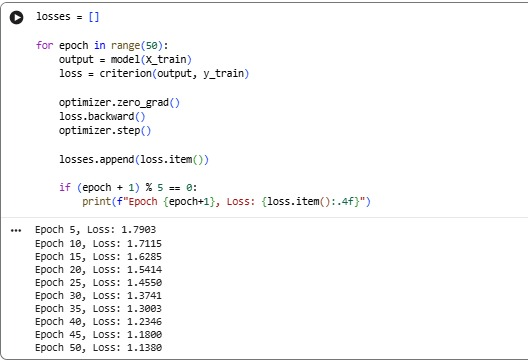 losses = []
for epoch in range(50):
output = model(X_train)
loss = criterion(output, y_train)
optimizer.zero_grad()
loss.backward()
optimizer.step()
losses.append(loss.item())
if (epoch + 1) % 5 == 0:
print(f"Epoch {epoch+1}, Loss: {loss.item():.4f}")
... Epoch 5, Loss: 1.7903
Epoch 10, Loss: 1.7115
Epoch 15, Loss: 1.6285
Epoch 20, Loss: 1.5414
Epoch 25, Loss: 1.4550
Epoch 30, Loss: 1.3741
Epoch 35, Loss: 1.3003
Epoch 40, Loss: 1.2346
Epoch 45, Loss: 1.1800
Epoch 50, Loss: 1.1380